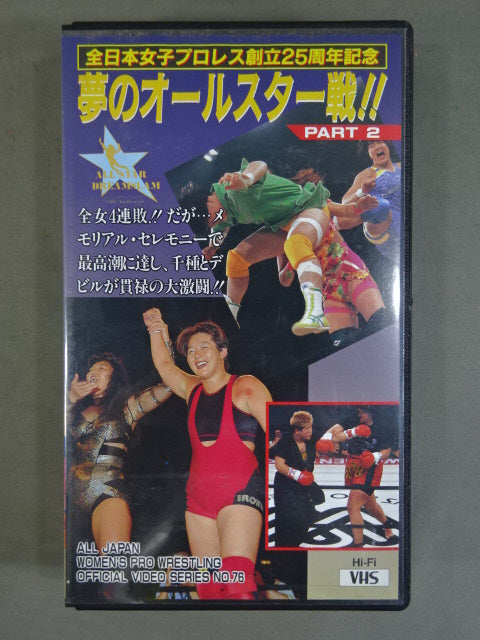 全日本女子プロレス創立25周年記念
夢のオールスター戦!!
PART 2
ALL STAR
DREAMSLAM
全女4連敗!! だが…メ
モリアル・セレモニーで
最高潮に達し、千種とデ
ビルが貫禄の大激闘!!
ALL JAPAN
WOMEN'S PRO WRESTLING
OFFICIAL VIDEO SERIES NO.76
Hi-Fi
VHS